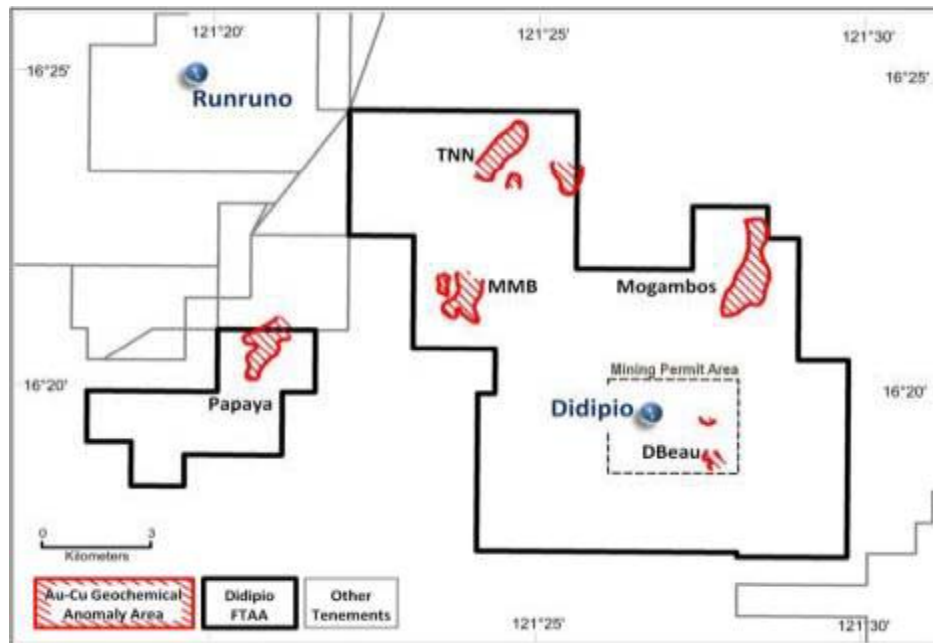 121°20'
121°25'
121°30'
16°25'
16°25'
Runruno
TNN
MMB
Mogambos
Mining Permit Area
16°20'
16°20'
Papaya
Didipio
DBeau
0 3
Kilometers
Au-Cu Geochemical
Anomaly Area
Didipio
FTAA
Other
Tenements
121°25'
121°30'